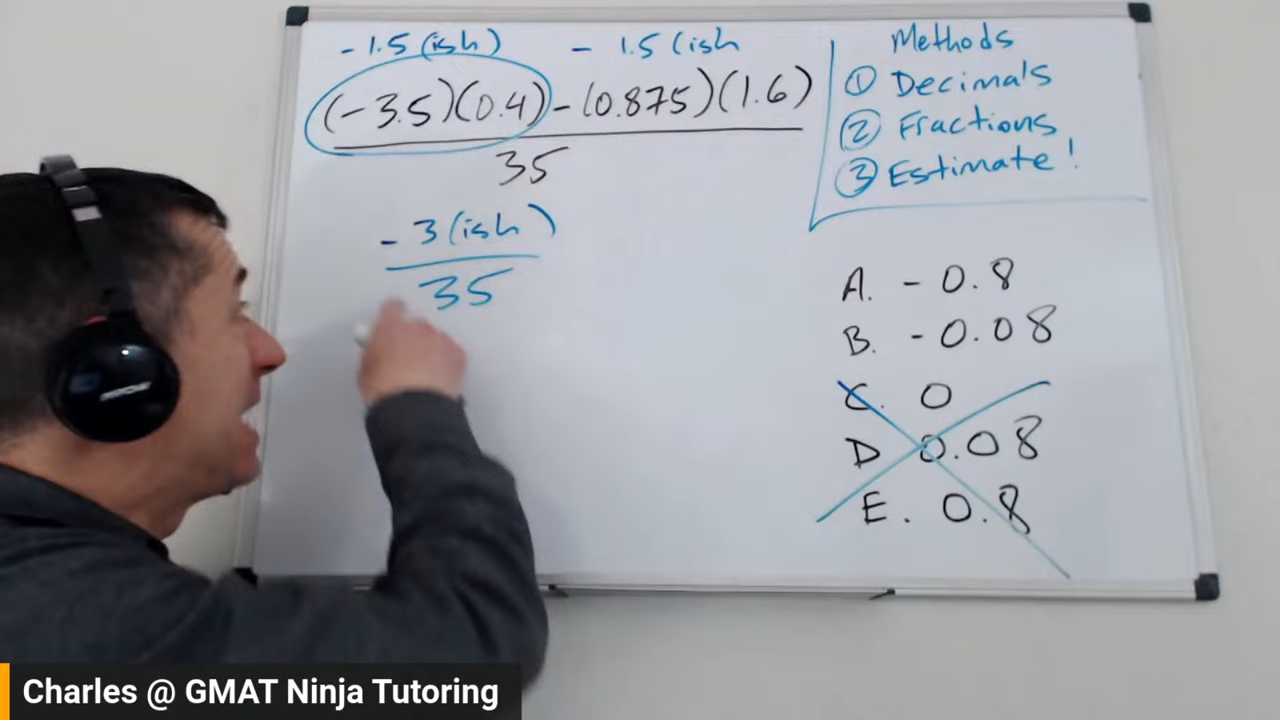 -1.5 (ish) - 1.5 (ish
(-3.5)(0.4) - (0.875)(1.6)
35
-3 (ish)
35
Methods
① Decimals
② Fractions
③ Estimate!
A. -0.8
B. -0.08
C. 0
D 0.08
E. 0.8
Charles @ GMAT Ninja Tutoring